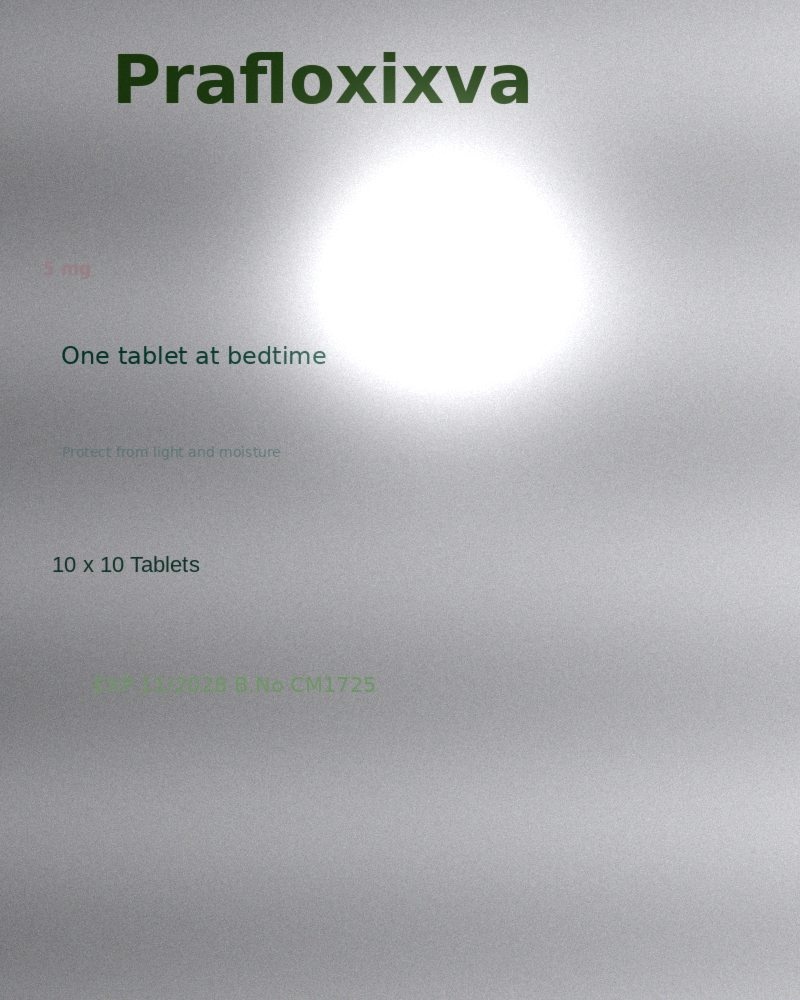 Prafloxixva
5 mg
One tablet at bedtime
Protect from light and moisture
10 x 10 Tablets
EXP 11/2028 B.No CM1725